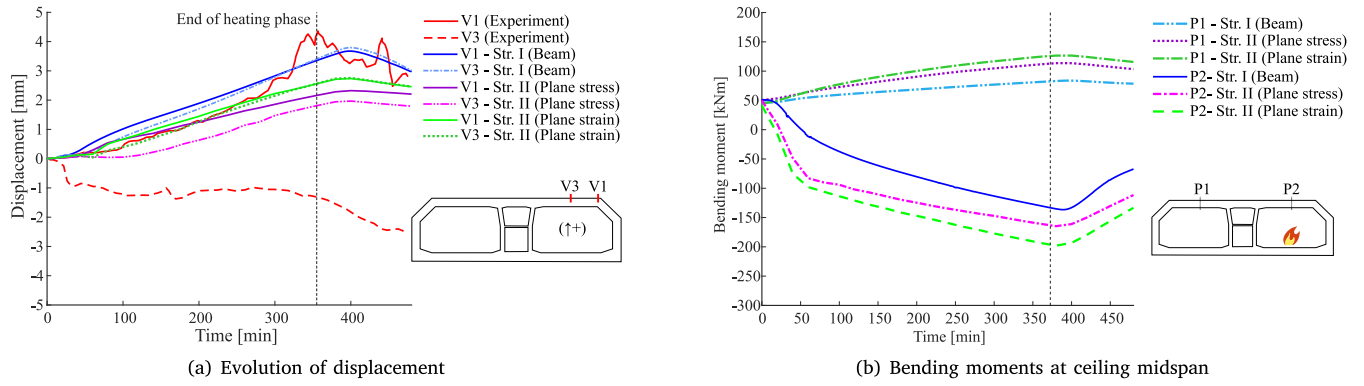 End of heating phase
V1 (Experiment)
V3 (Experiment)
V1 - Str. I (Beam)
V3 - Str. I (Beam)
V1 - Str. II (Plane stress)
V3 - Str. II (Plane stress)
V1 - Str. II (Plane strain)
V3 - Str. II (Plane strain)
Displacement [mm]
5
4
3
2
1
0
-1
-2
-3
-4
-5
0 100 200 300 400
Time [min]
V3 V1
(↑+)
(a) Evolution of displacement
P1 - Str. I (Beam)
P1 - Str. II (Plane stress)
P1 - Str. II (Plane strain)
P2- Str. I (Beam)
P2- Str. II (Plane stress)
P2- Str. II (Plane strain)
Bending moment [kNm]
200
150
100
50
0
-50
-100
-150
-200
-250
-300
0 50 100 150 200 250 300 350 400 450
Time [min]
P1 P2
(b) Bending moments at ceiling midspan